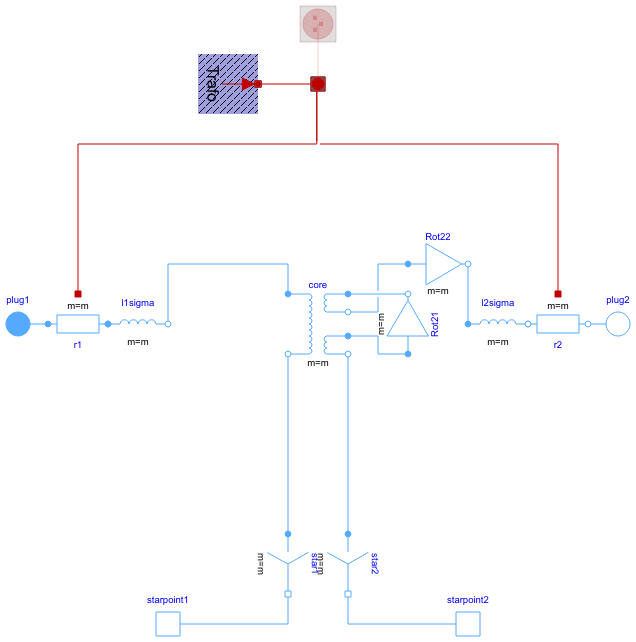 Trafo
Rot22
core
plug1
m=m
l1sigma
m=m
l2sigma
m=m
plug2
m=m
Rot21
r1
m=m
m=m
r2
m=m
m=m
star1
m=m
star2
starpoint1
starpoint2